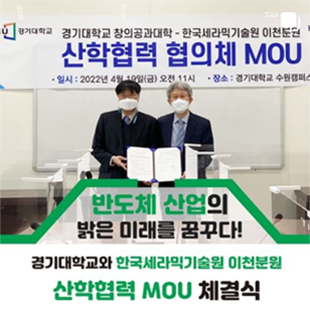 경기대학교
경기대학교 창의공과대학 - 한국세라믹기술원 이천분원
산학협력 협의체 MOU
• 일시 : 2022년 4월 19일(금) 오전 11시
• 장소 : 경기대학교 수원캠퍼스
반도체 산업의
밝은 미래를 꿈꾸다!
경기대학교와 한국세라믹기술원 이천분원
산학협력 MOU 체결식